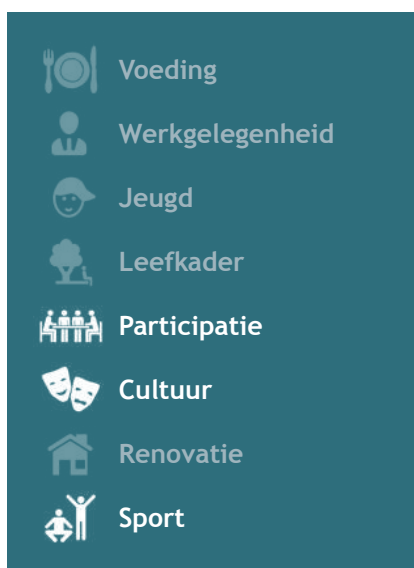 Voeding
Werkgelegenheid
Jeugd
Leefkader
Participatie
Cultuur
Renovatie
Sport